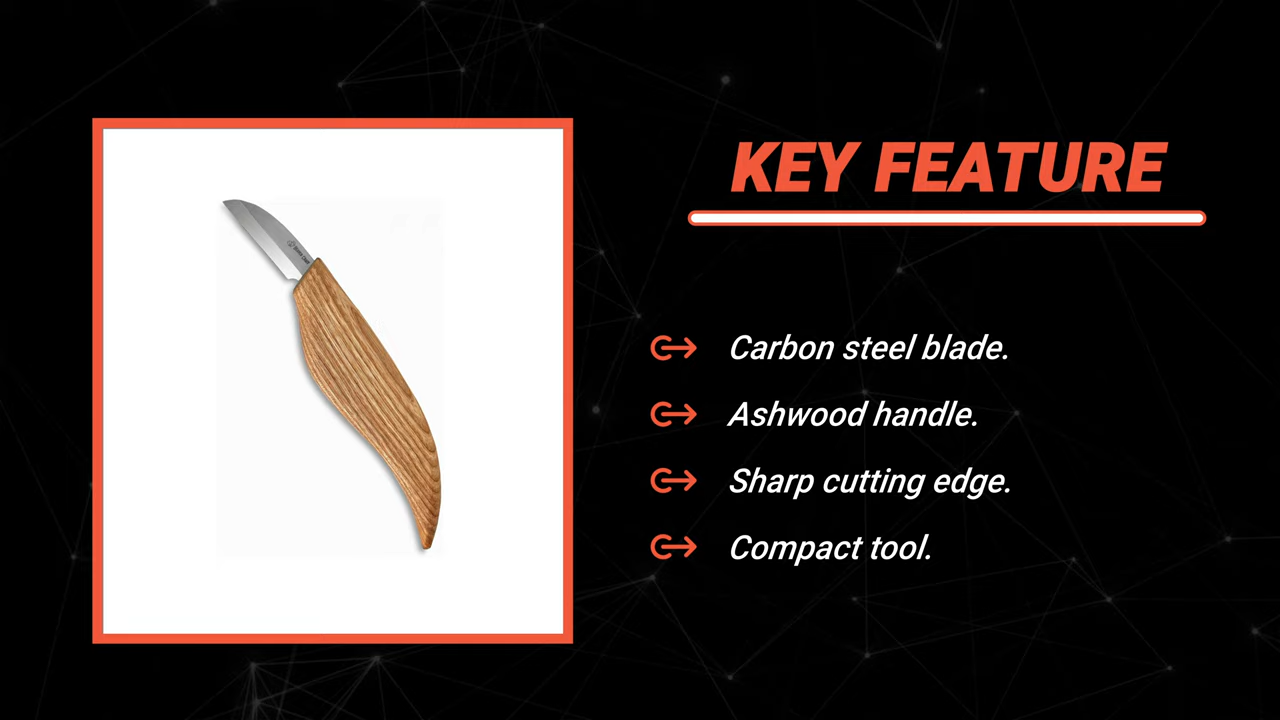 KEY FEATURE
Carbon steel blade.
Ashwood handle.
Sharp cutting edge.
Compact tool.